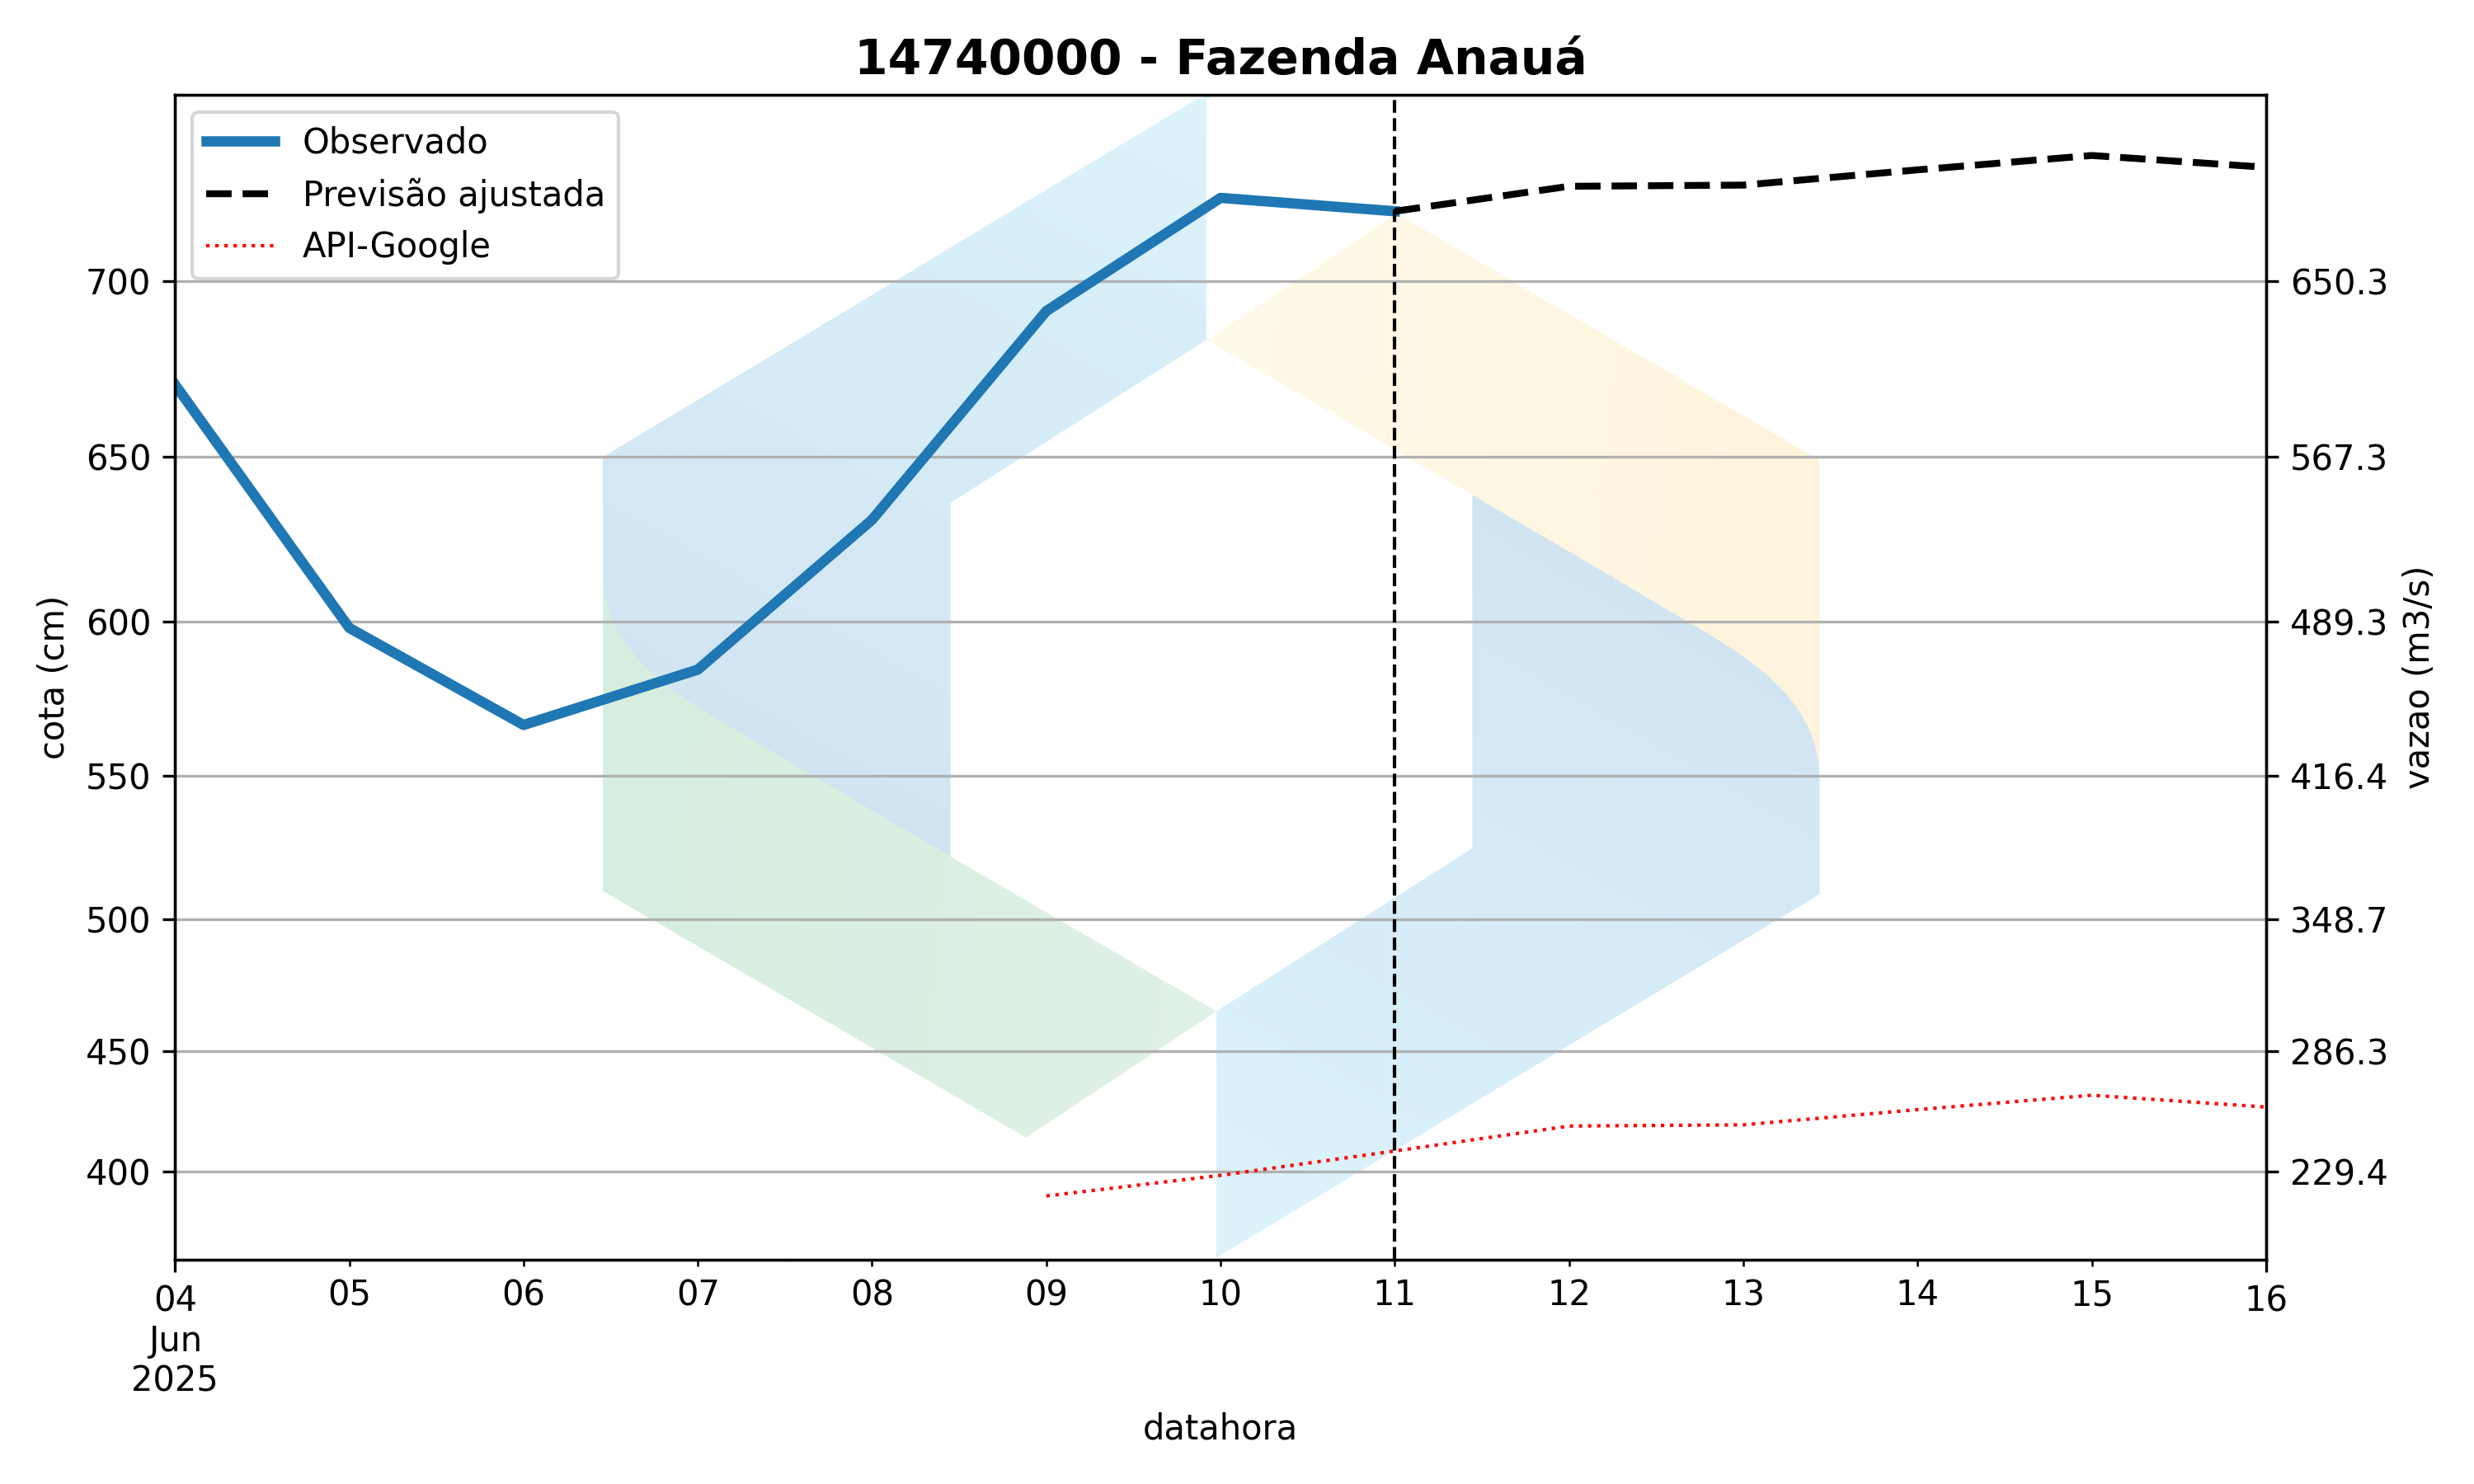 14740000 - Fazenda Anauá
Observado
Previsão ajustada
API-Google
cota (cm)
700
650
600
550
500
450
400
650.3
567.3
489.3
416.4
348.7
286.3
229.4
vazao (m3/s)
04 05 06 07 08 09 10 11 12 13 14 15 16
Jun
2025
datahora